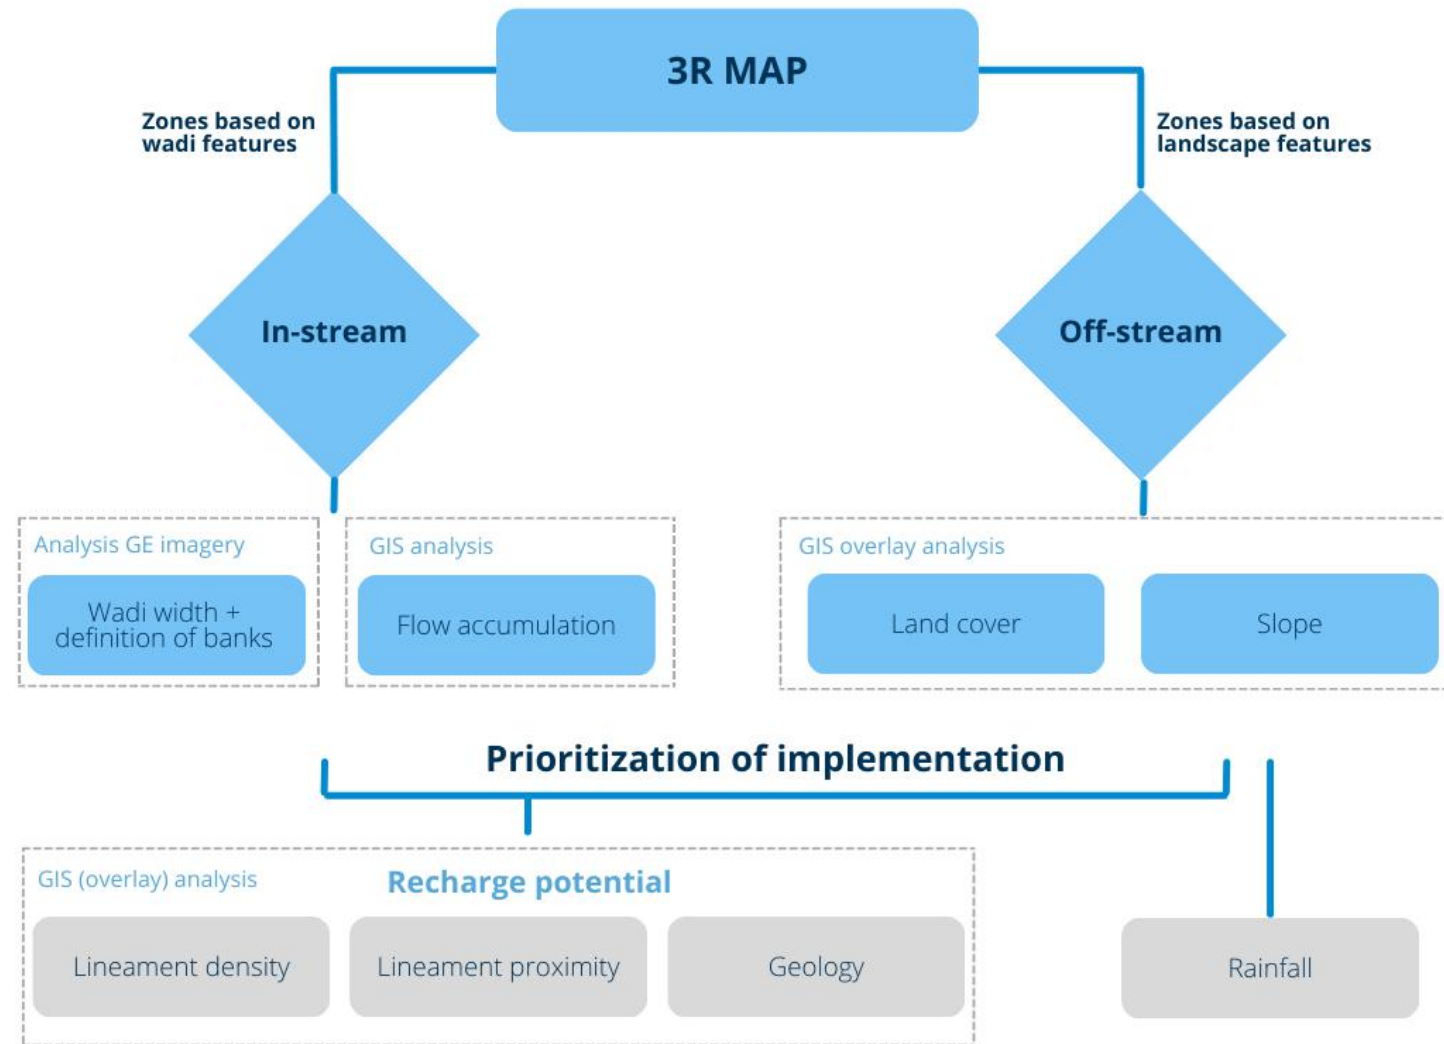 3R MAP
Zones based on
wadi features
Zones based on
landscape features
In-stream
Off-stream
Analysis GE imagery
Wadi width +
definition of banks
GIS analysis
Flow accumulation
GIS overlay analysis
Land cover
Slope
Prioritization of implementation
GIS (overlay) analysis
Recharge potential
Lineament density
Lineament proximity
Geology
Rainfall